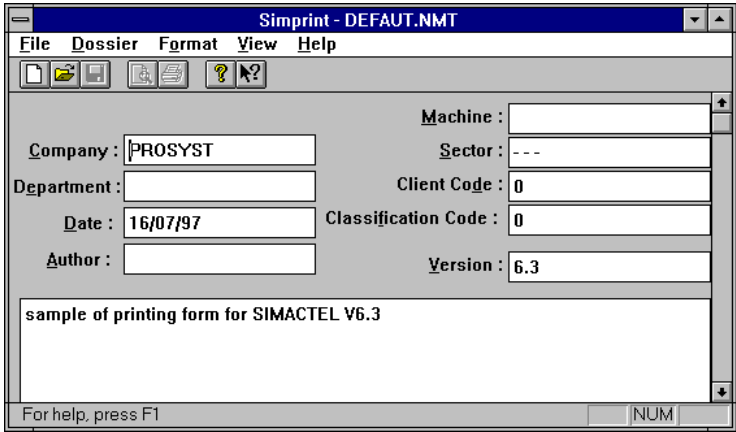 Simprint - DEFAUT.NMT
File Dossier Format View Help
Machine :
Company : PROSYST
Sector : ---
Department :
Client Code : 0
Date : 16/07/97
Classification Code : 0
Author :
Version : 6.3
sample of printing form for SIMACTEL V6.3
For help, press F1 NUM